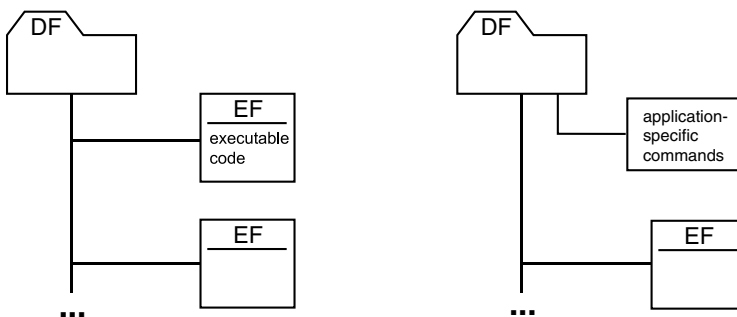 DF
EF
executable
code
EF
...
DF
application-
specific
commands
EF
...